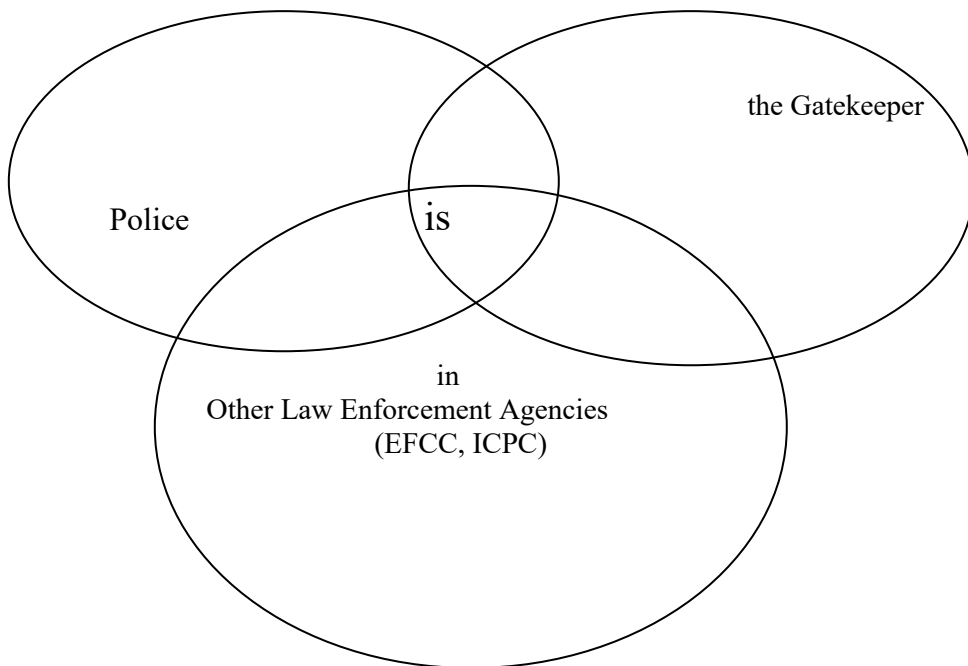 the Gatekeeper
Police
is
in
Other Law Enforcement Agencies
(EFCC, ICPC)